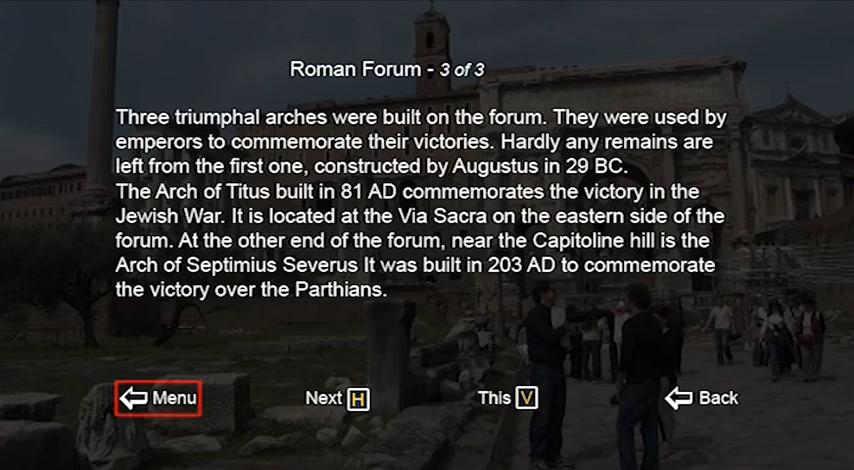 Roman Forum - 3 of 3
Three triumphal arches were built on the forum. They were used by
emperors to commemorate their victories. Hardly any remains are
left from the first one, constructed by Augustus in 29 BC.
The Arch of Titus built in 81 AD commemorates the victory in the
Jewish War. It is located at the Via Sacra on the eastern side of the
forum. At the other end of the forum, near the Capitoline hill is the
Arch of Septimius Severus It was built in 203 AD to commemorate
the victory over the Parthians.
Menu Next H This V Back